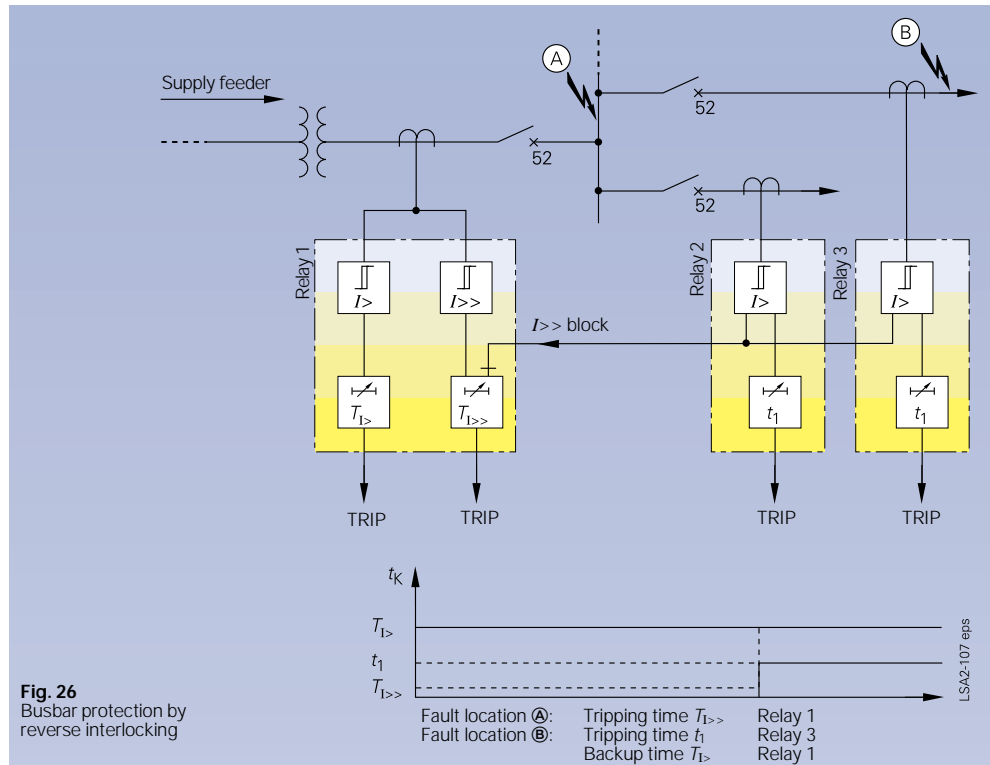 B
A
Supply feeder
52
52
52
Relay 1
Relay 2
Relay 3
I>
I>>
I>
I>
I>> block
TI>
TI>>
t1
t1
TRIP
TRIP
TRIP
TRIP
tK
TI>
t1
TI>>
LSA2-107 eps
Fig. 26
Busbar protection by
reverse interlocking
Fault location Ⓐ: Tripping time TI>> Relay 1
Fault location Ⓑ: Tripping time t1 Relay 3
Backup time TI> Relay 1